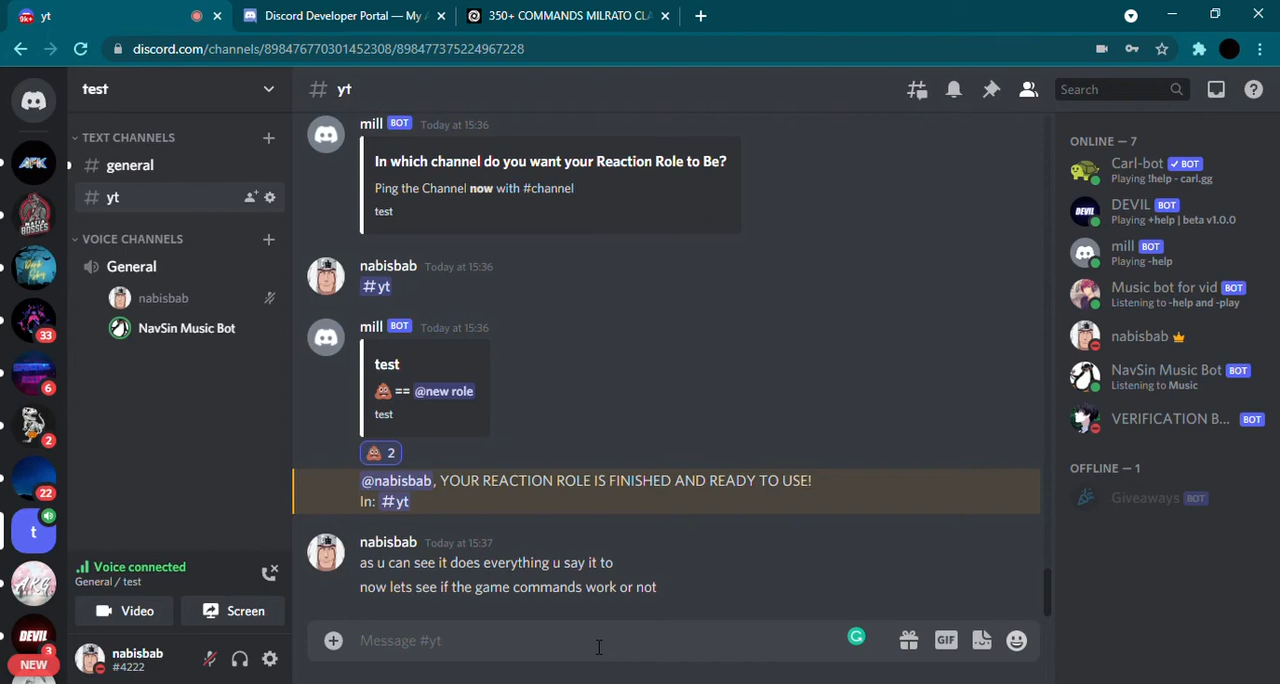 9k+ yt
Discord Developer Portal — My
350+ COMMANDS MILRATO CL
discord.com/channels/898476770301452308/898477375224967228
test
# yt
Search
TEXT CHANNELS
# general
# yt
VOICE CHANNELS
General
nabisbab
NavSin Music Bot
AFK
MAFIA
BOSSES
33
6
2
22
t
AKG
DEVIL
3
NEW
Voice connected
General / test
Video
Screen
nabisbab
#4222
mill BOT Today at 15:36
In which channel do you want your Reaction Role to Be?
Ping the Channel now with #channel
test
nabisbab Today at 15:36
#yt
mill BOT Today at 15:36
test
💩 == @new role
test
💩 2
@nabisbab, YOUR REACTION ROLE IS FINISHED AND READY TO USE!
In: #yt
nabisbab Today at 15:37
as u can see it does everything u say it to
now lets see if the game commands work or not
Message #yt
GIF
ONLINE — 7
Carl-bot ✓ BOT
Playing !help - carl.gg
DEVIL BOT
Playing +help | beta v1.0.0
mill BOT
Playing -help
Music bot for vid BOT
Listening to -help and -play
nabisbab
NavSin Music Bot BOT
Listening to Music
VERIFICATION B... BOT
OFFLINE — 1
Giveaways BOT